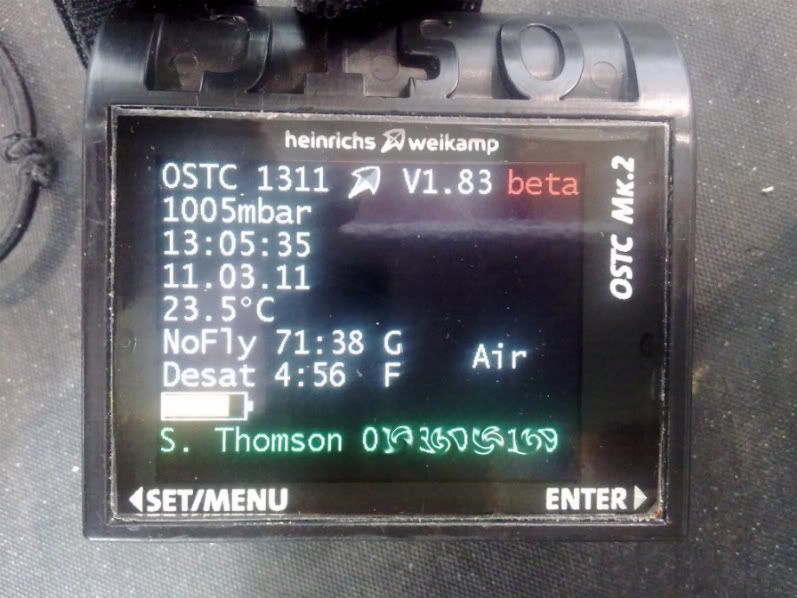 heinrichs weikamp
OSTC 1311 V1.83 beta
1005mbar
13:05:35
11.03.11
23.5°C
NoFly 71:38 G
Desat 4:56 F
Air
S. Thomson
SET/MENU
ENTER
OSTC Mk.2